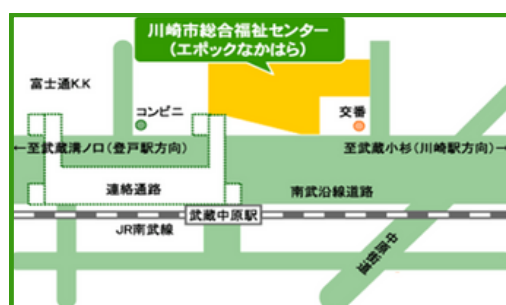 川崎市総合福祉センター
（エポックなかはら）
富士通K.K
コンビニ
交番
←至武蔵溝ノ口（登戸駅方向）
至武蔵小杉（川崎駅方向）→
連絡通路
南武沿線道路
武蔵中原駅
JR南武線
中原街道